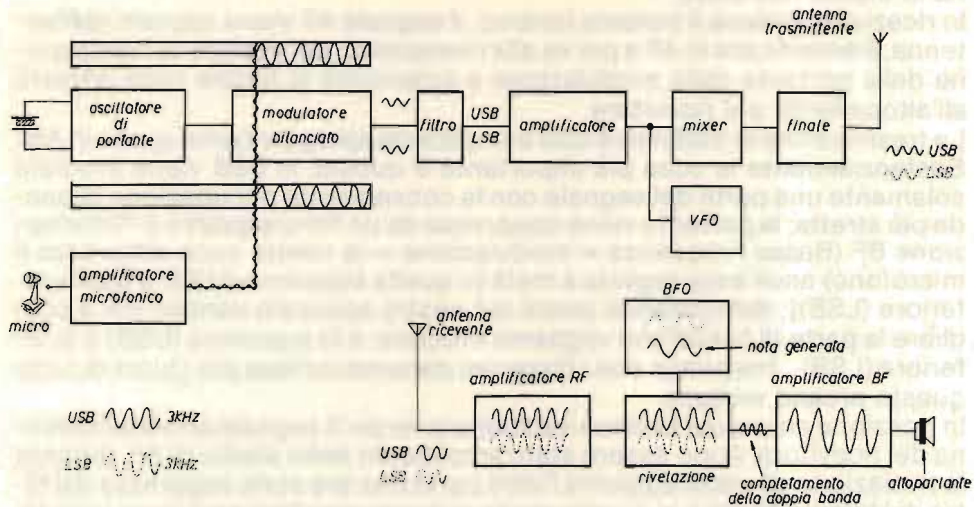 antenna
trasmittente
oscillatore
di
portante
modulatore
bilanciato
filtro
USB
LSB
amplificatore
mixer
finale
USB
LSB
VFO
amplificatore
microfonico
micro
antenna
ricevente
BFO
nota generata
amplificatore RF
amplificatore BF
USB 3KHz
LSB 3KHz
USB
LSB
rivelazione
completamento
della doppia banda
altoparlante